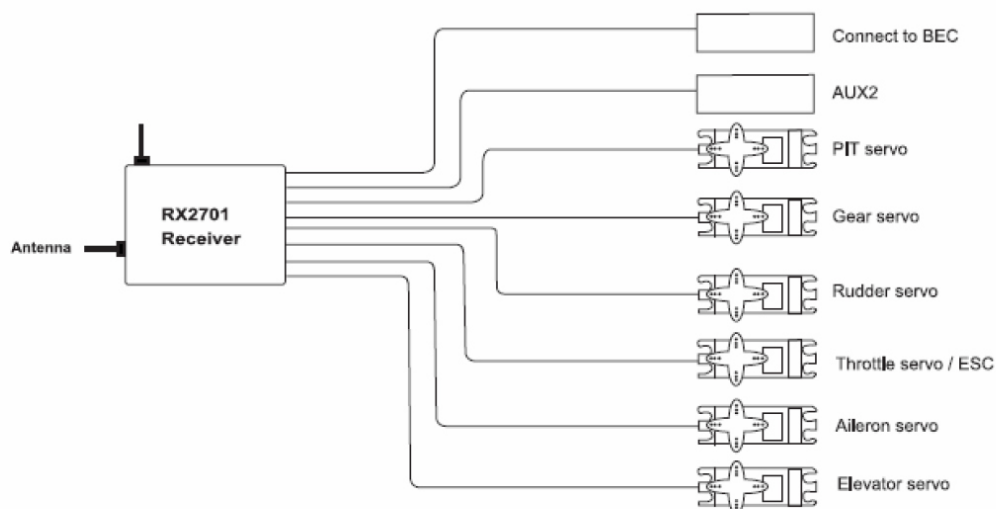 Connect to BEC
AUX2
PIT servo
RX2701
Receiver
Gear servo
Antenna
Rudder servo
Throttle servo / ESC
Aileron servo
Elevator servo